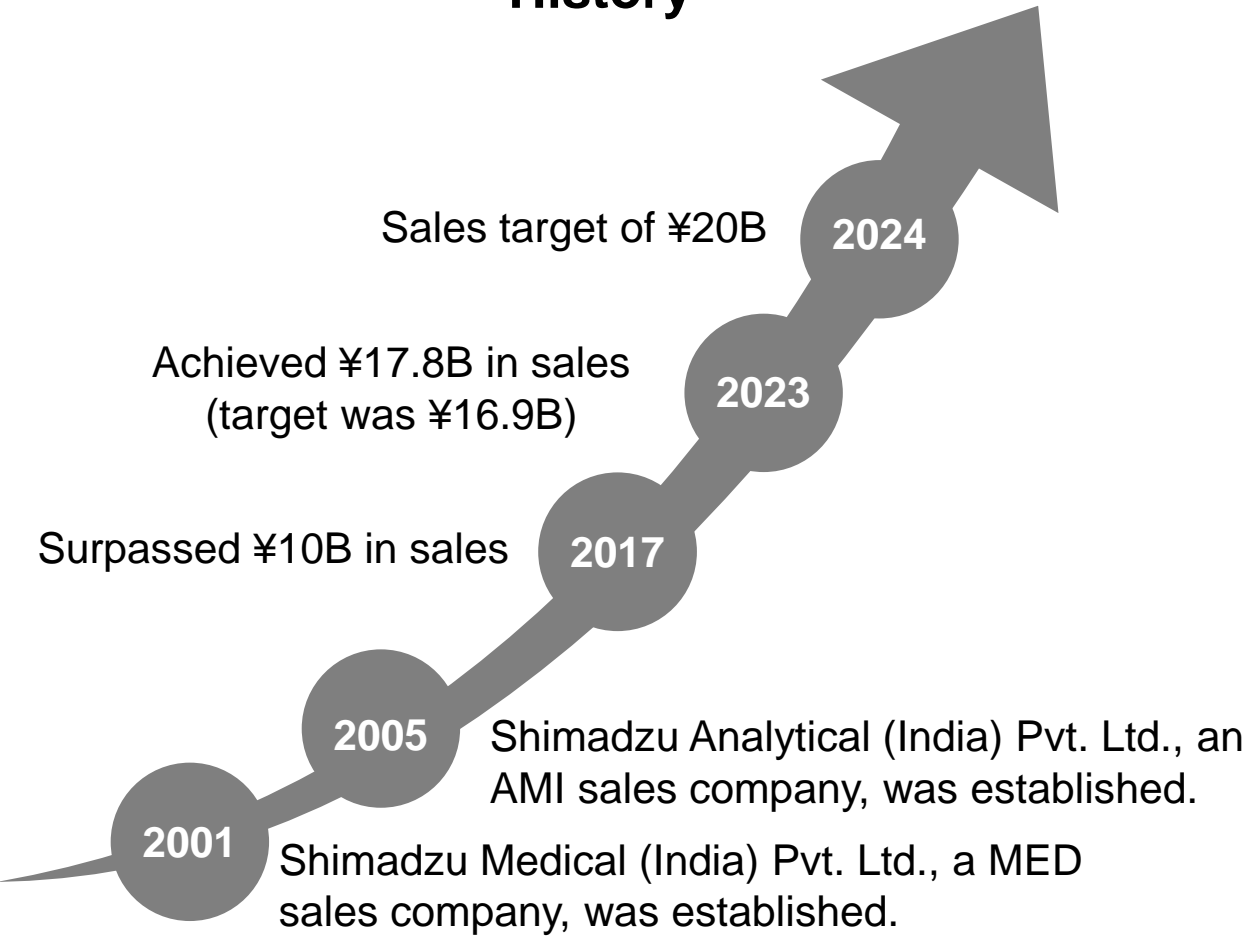 History
2024
Sales target of ¥20B
2023
Achieved ¥17.8B in sales
(target was ¥16.9B)
2017
Surpassed ¥10B in sales
2005
Shimadzu Analytical (India) Pvt. Ltd., an
AMI sales company, was established.
2001
Shimadzu Medical (India) Pvt. Ltd., a MED
sales company, was established.